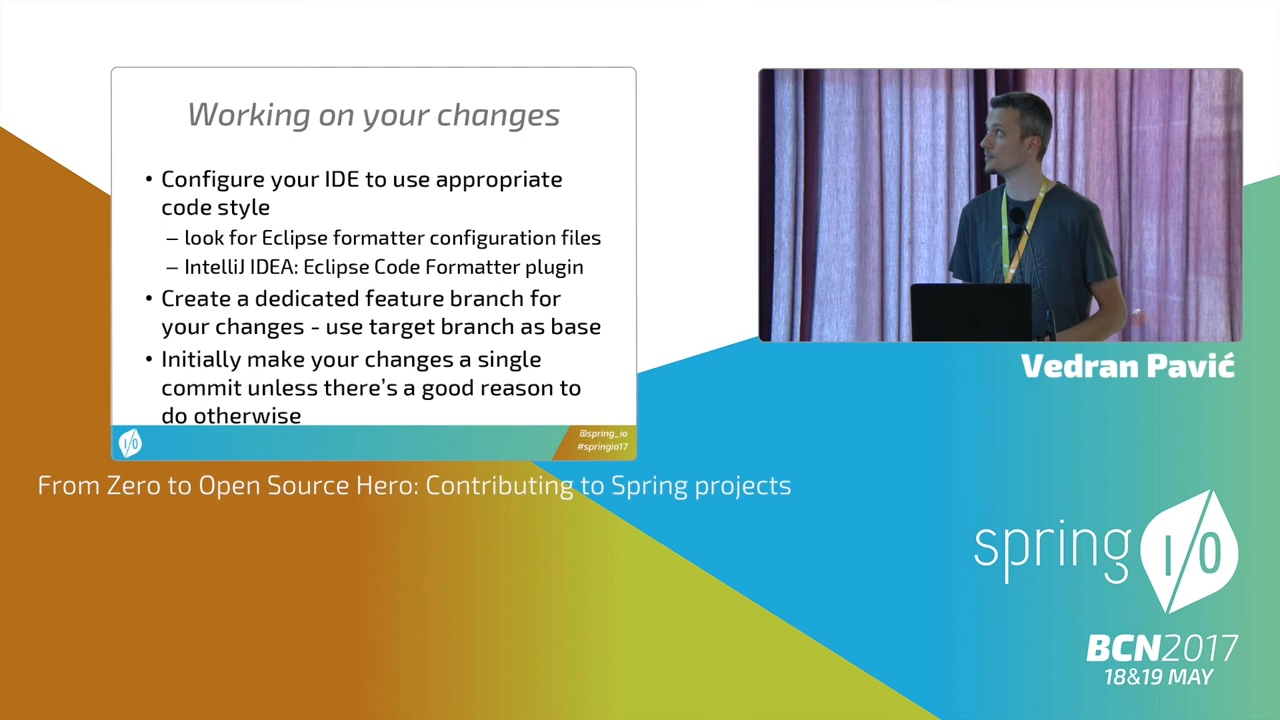 Working on your changes
• Configure your IDE to use appropriate
code style
– look for Eclipse formatter configuration files
– IntelliJ IDEA: Eclipse Code Formatter plugin
• Create a dedicated feature branch for
your changes - use target branch as base
• Initially make your changes a single
commit unless there's a good reason to
do otherwise
I/O
@spring_io
#springio17
Vedran Pavić
From Zero to Open Source Hero: Contributing to Spring projects
spring I/O
BCN2017
18&19 MAY